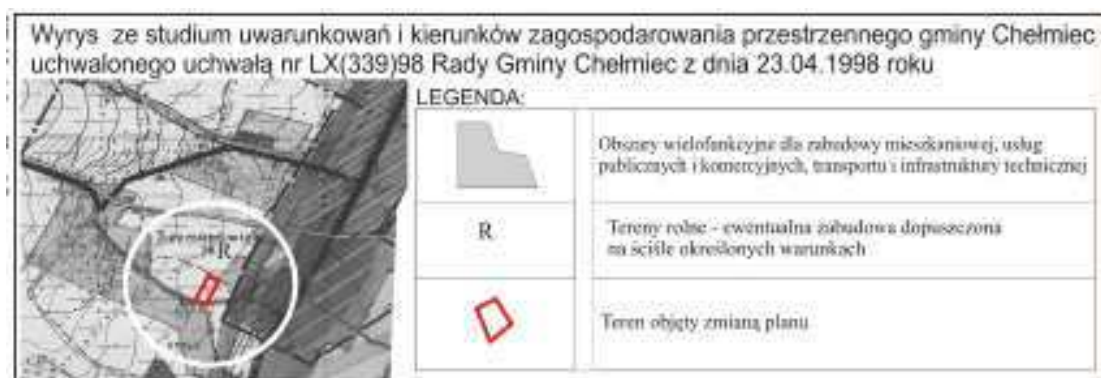 Wyrys ze studium uwarunkowań i kierunków zagospodarowania przestrzennego gminy Chełmiec
uchwalonego uchwałą nr LX(339)98 Rady Gminy Chełmiec z dnia 23.04.1998 roku
LEGENDA:
Obszary wielofunkcyjne dla zabudowy mieszkaniowej, usług
publicznych i komercyjnych, transportu i infrastruktury technicznej
R
R
Tereny rolne - ewentualna zabudowa dopuszczona
na ściśle określonych warunkach
Teren objęty zmianą planu